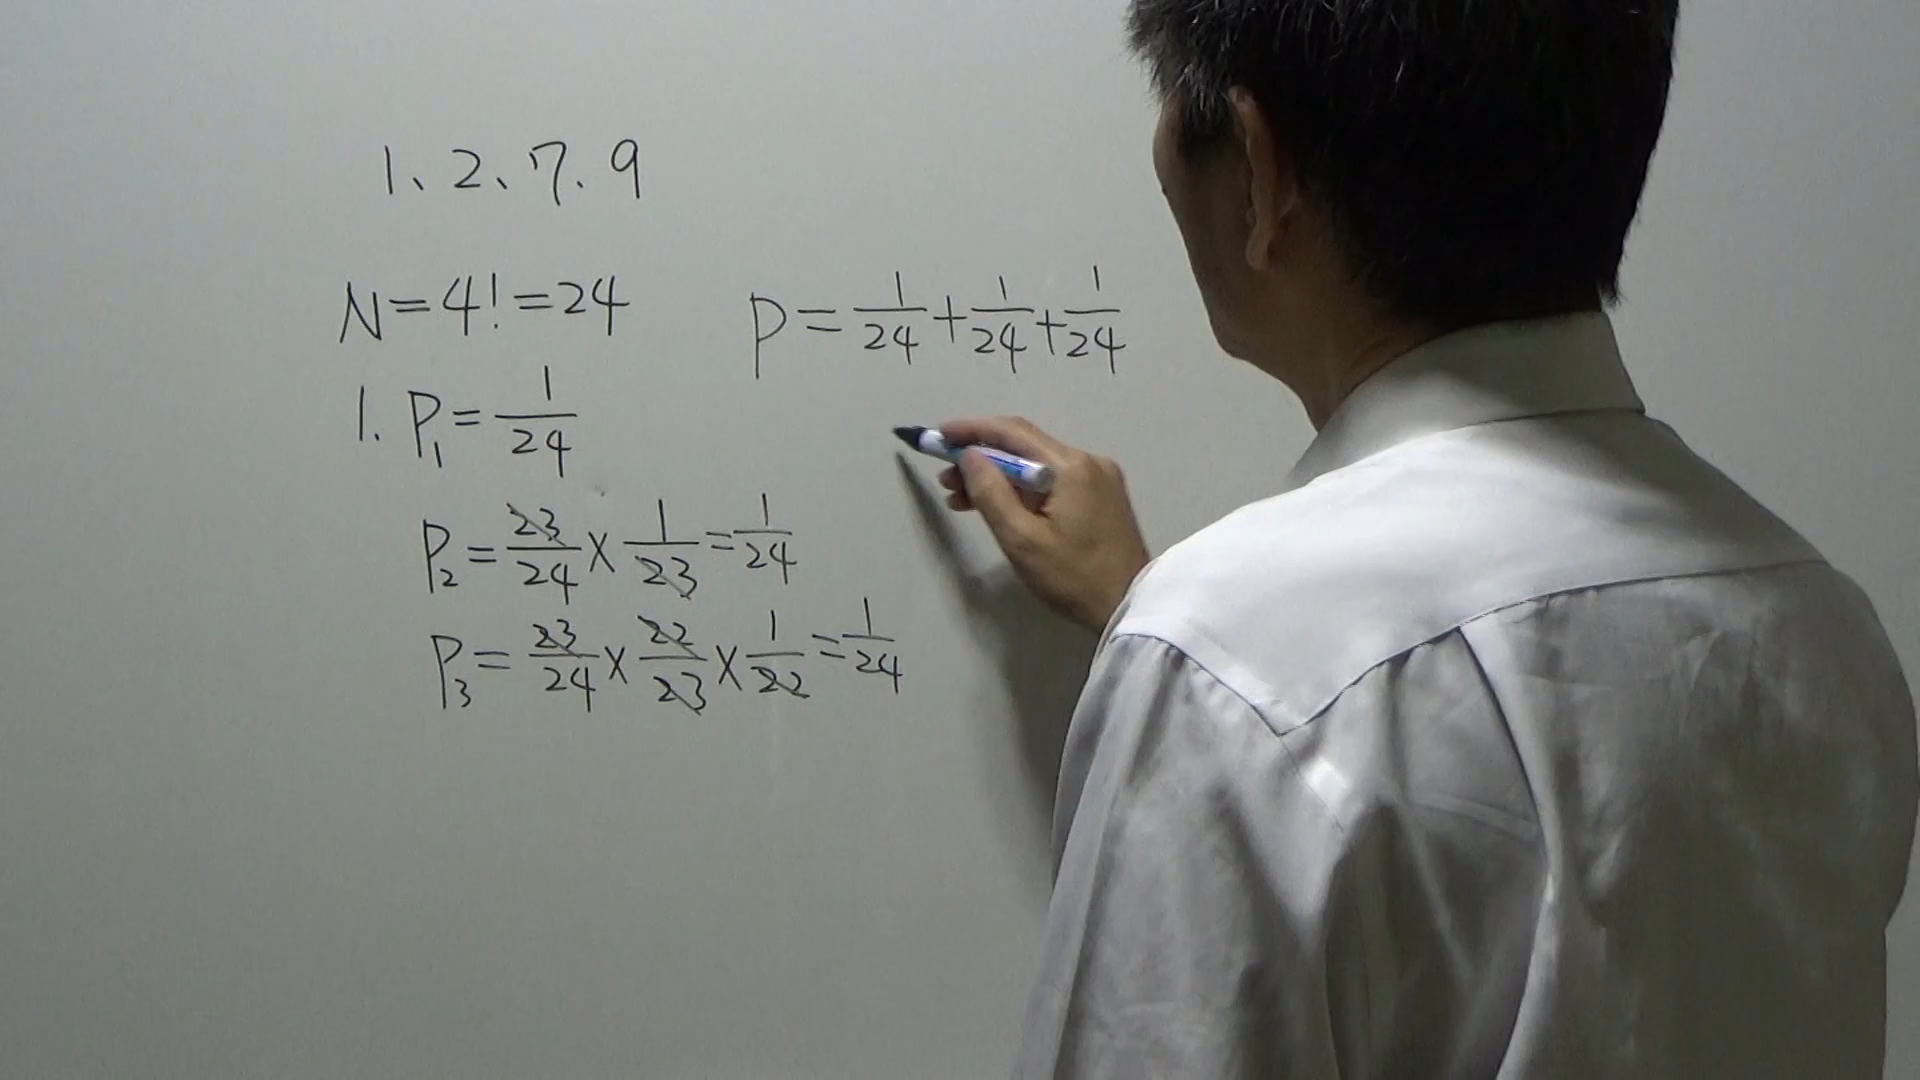 1、2、7、9
N=4!=24
1. P₁=1/24
P₂=23/24×1/23=1/24
P₃=23/24×22/23×1/22=1/24
P=1/24+1/24+1/24